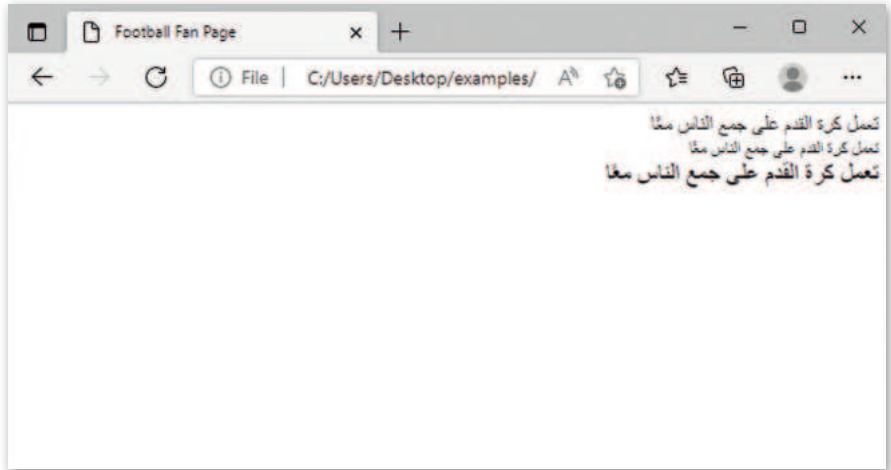 Football Fan Page
File | C:/Users/Desktop/examples/
تعمل كرة القدم على جمع الناس معًا
تعمل كرة القدم على جمع الناس معًا
تعمل كرة القدم على جمع الناس معًا